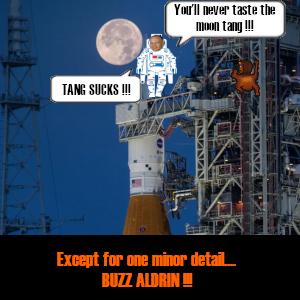 You'll never taste the
moon tang !!!
TANG SUCKS !!!
Except for one minor detail....
BUZZ ALDRIN !!!